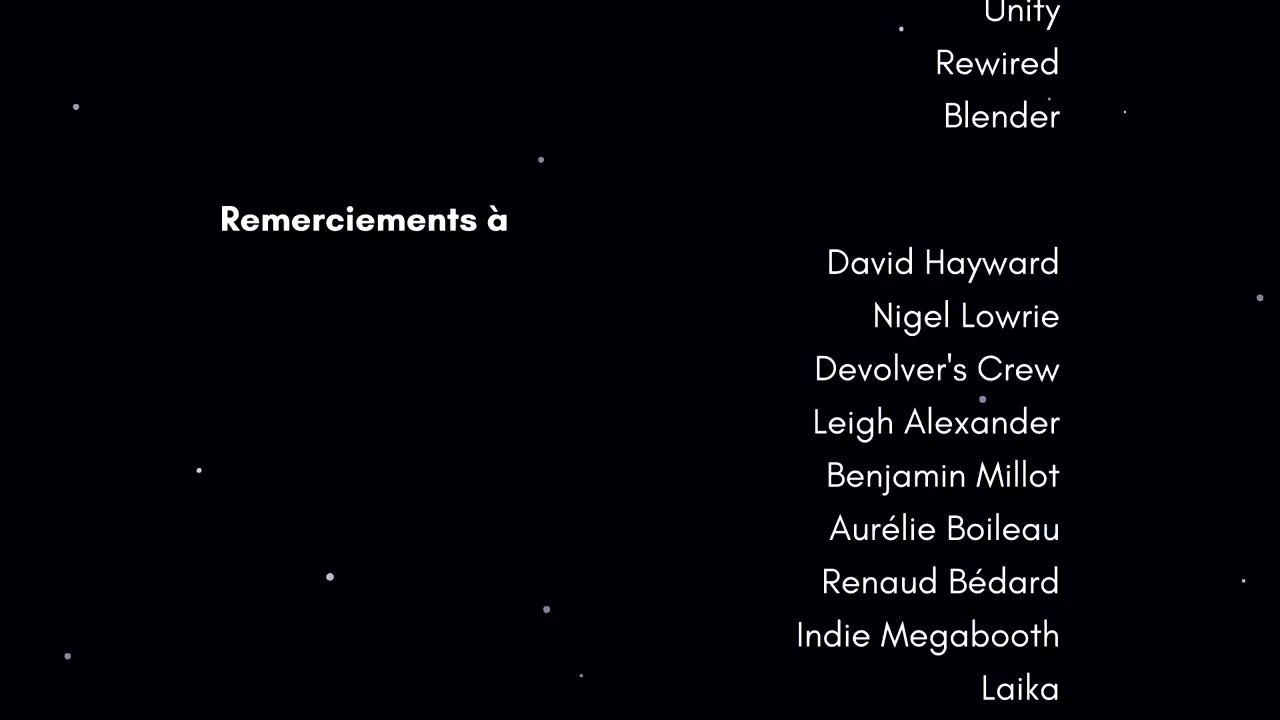 Unity
Rewired
Blender
Remerciements à
David Hayward
Nigel Lowrie
Devolver's Crew
Leigh Alexander
Benjamin Millot
Aurélie Boileau
Renaud Bédard
Indie Megabooth
Laika